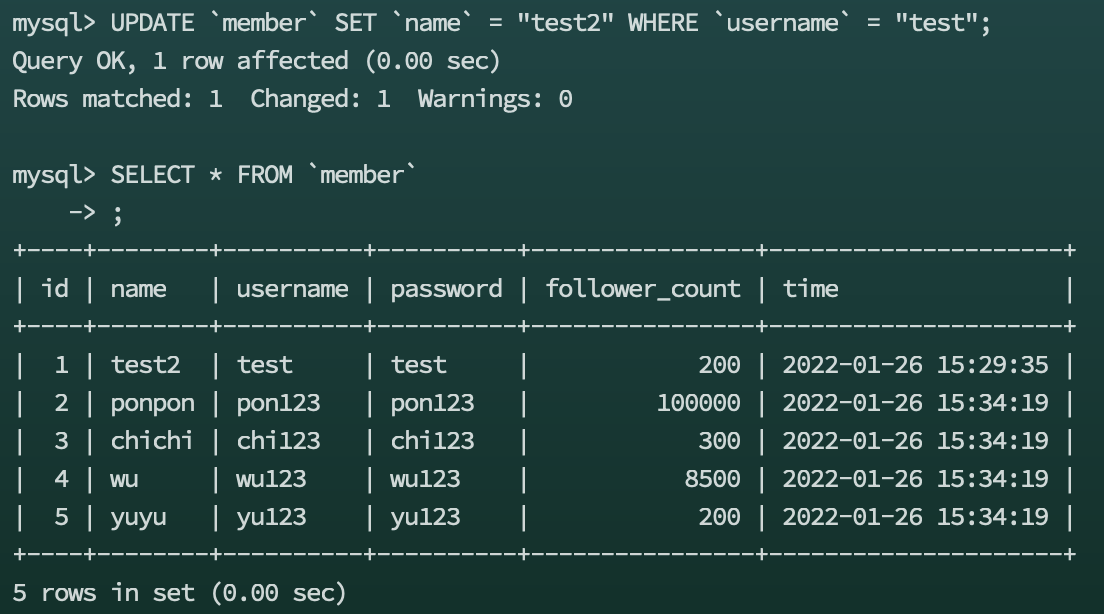 mysql> UPDATE `member` SET `name` = "test2" WHERE `username` = "test";
Query OK, 1 row affected (0.00 sec)
Rows matched: 1  Changed: 1  Warnings: 0

mysql> SELECT * FROM `member`
    -> ;
+----+--------+----------+----------+----------------+---------------------+
| id | name   | username | password | follower_count | time                |
+----+--------+----------+----------+----------------+---------------------+
|  1 | test2  | test     | test     |            200 | 2022-01-26 15:29:35 |
|  2 | ponpon | pon123   | pon123   |         100000 | 2022-01-26 15:34:19 |
|  3 | chichi | chi123   | chi123   |            300 | 2022-01-26 15:34:19 |
|  4 | wu     | wu123    | wu123    |           8500 | 2022-01-26 15:34:19 |
|  5 | yuyu   | yu123    | yu123    |            200 | 2022-01-26 15:34:19 |
+----+--------+----------+----------+----------------+---------------------+
5 rows in set (0.00 sec)